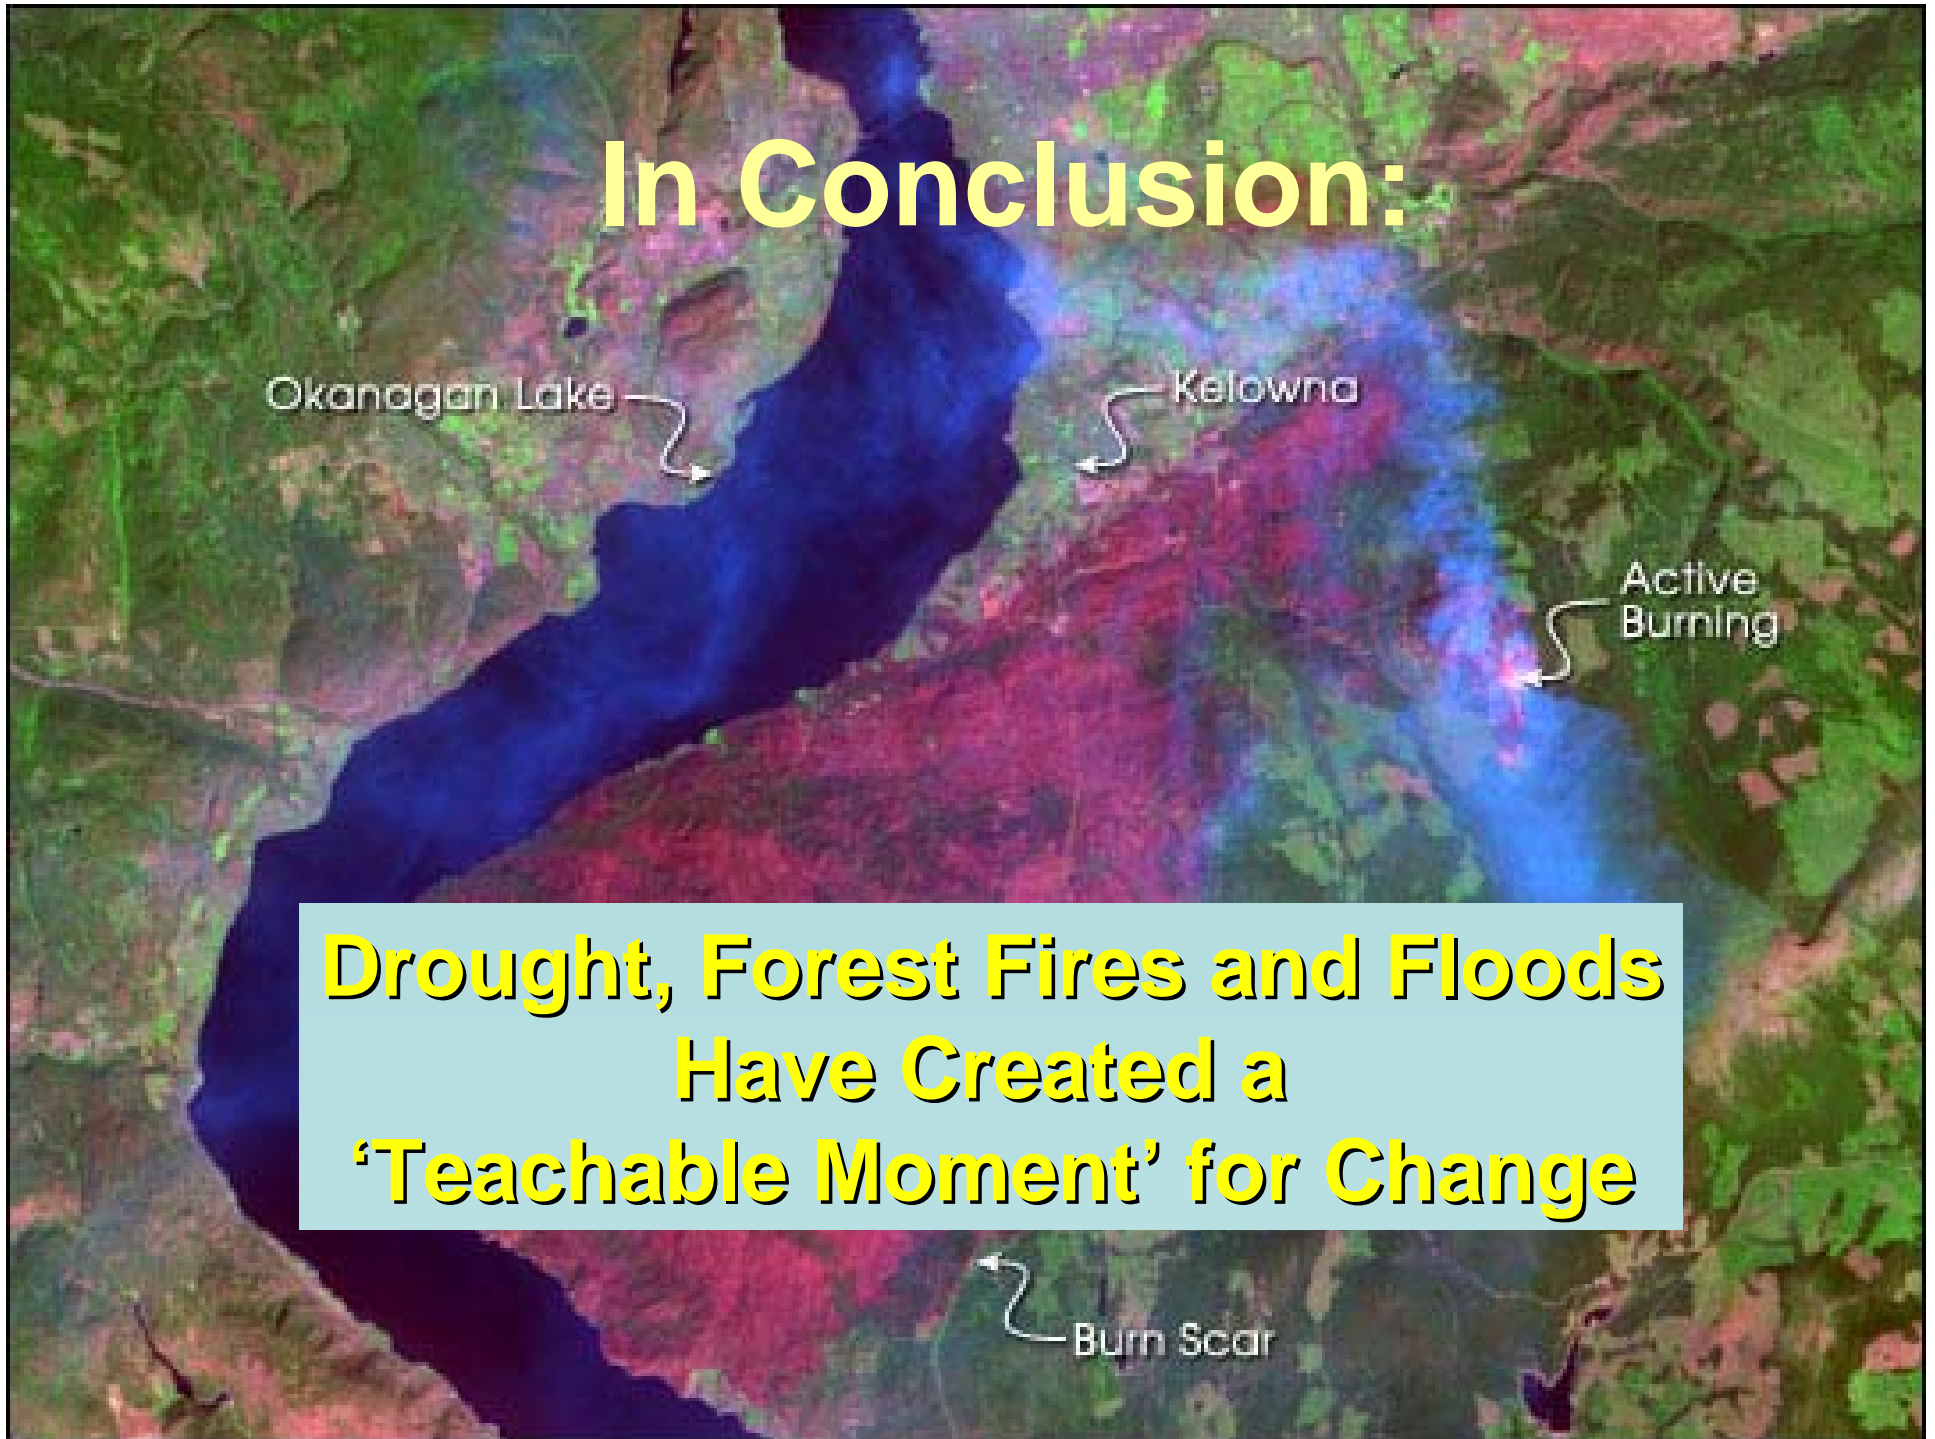 In Conclusion:
Okanagan Lake
Kelowna
Active
Burning
Drought, Forest Fires and Floods
Have Created a
‘Teachable Moment’ for Change
Burn Scar